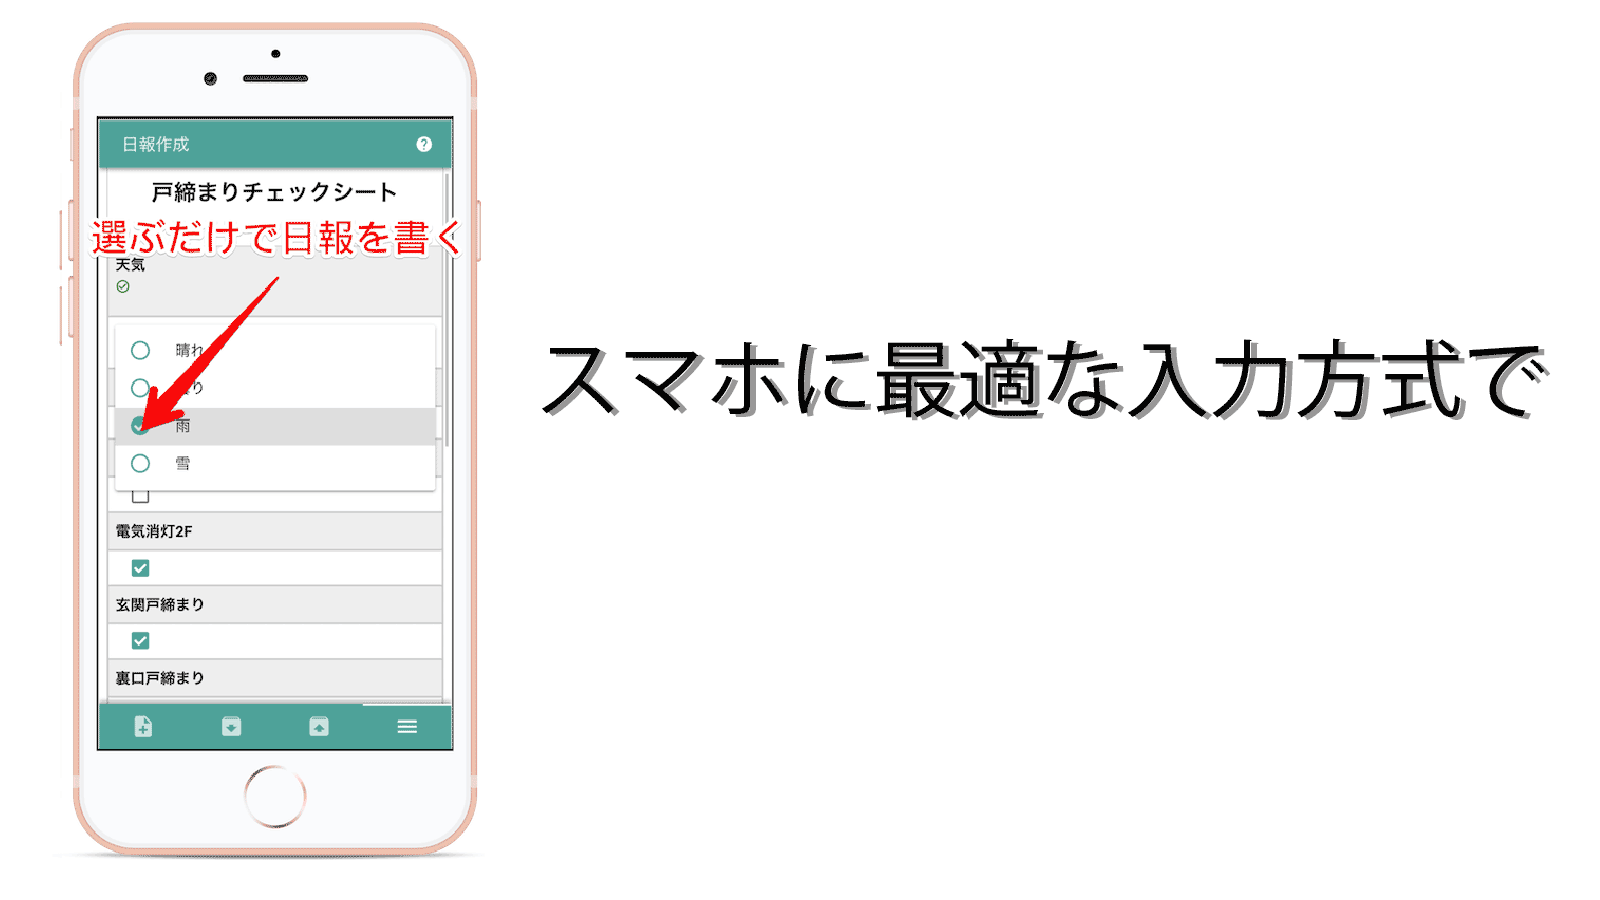 日報作成
戸締まりチェックシート
選ぶだけで日報を書く
天気
晴れ
り
雨
雪
電気消灯2F
玄関戸締まり
裏口戸締まり
スマホに最適な入力方式で